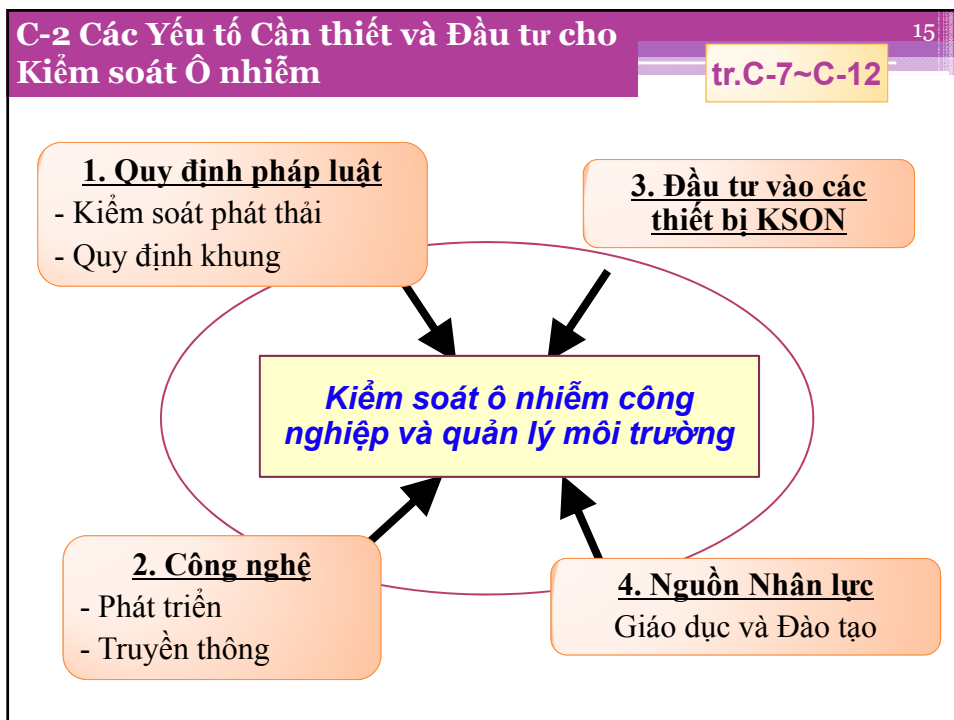 C-2 Các Yếu tố Cần thiết và Đầu tư cho
Kiểm soát Ô nhiễm
15
tr.C-7~C-12
1. Quy định pháp luật
- Kiểm soát phát thải
- Quy định khung
3. Đầu tư vào các
thiết bị KSON
Kiểm soát ô nhiễm công
nghiệp và quản lý môi trường
2. Công nghệ
- Phát triển
- Truyền thông
4. Nguồn Nhân lực
Giáo dục và Đào tạo